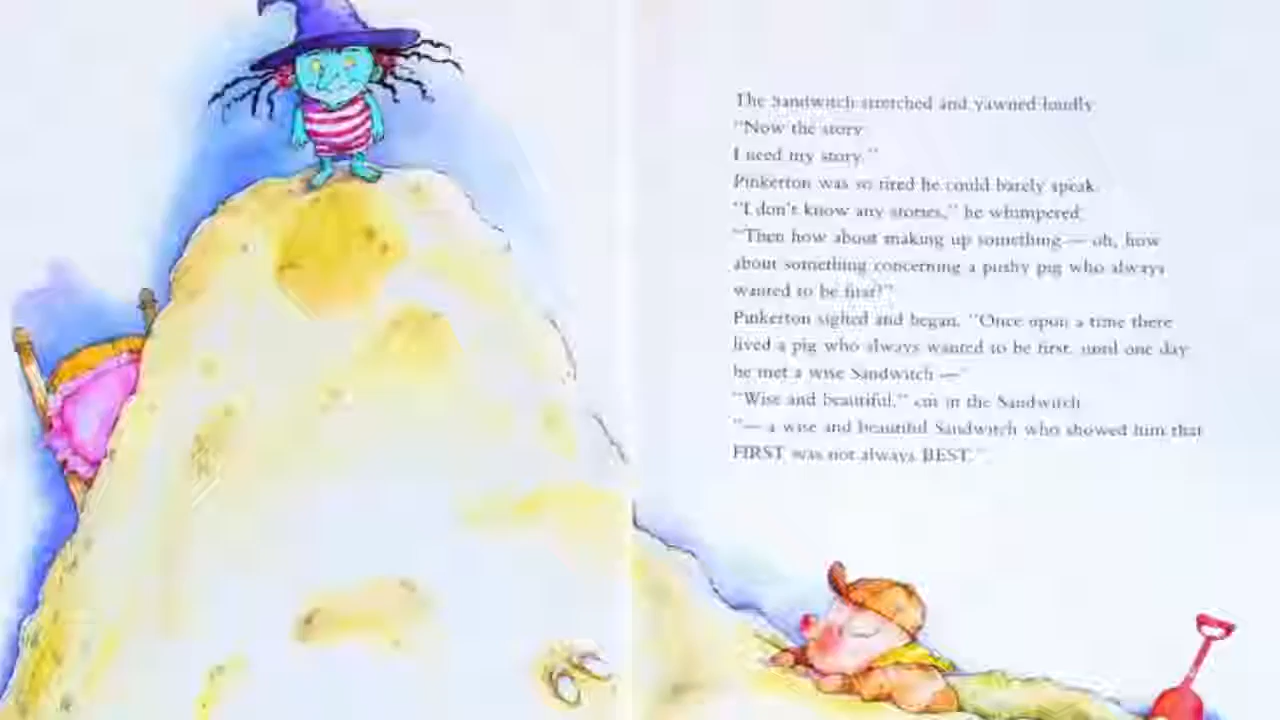 The Sandwitch stretched and yawned loudly.
"Now the story.
I need my story."
Pinkerton was so tired he could barely speak.
"I don't know any stories," he whimpered.
"Then how about making up something — oh, how
about something concerning a pushy pig who always
wanted to be first?"
Pinkerton sighed and began. "Once upon a time there
lived a pig who always wanted to be first, until one day
he met a wise Sandwitch —"
"Wise and beautiful," cut in the Sandwitch.
"— a wise and beautiful Sandwitch who showed him that
FIRST was not always BEST."